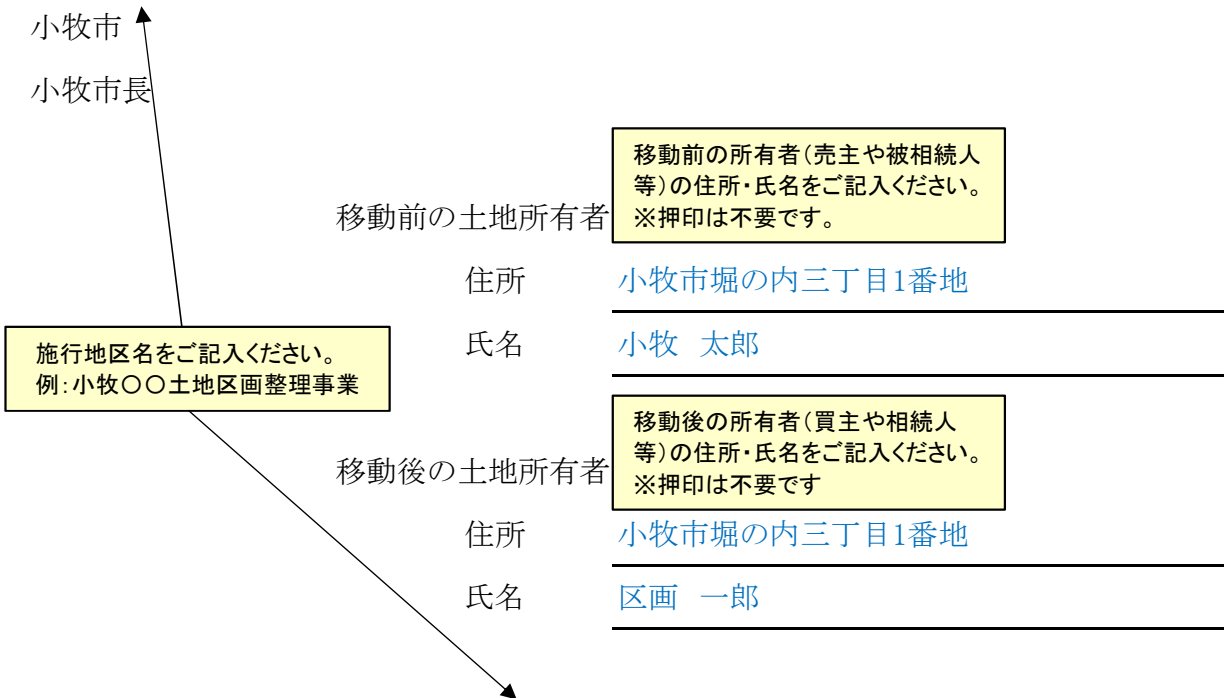 小牧市
小牧市長
移動前の所有者(売主や被相続人
等)の住所・氏名をご記入ください。
※押印は不要です。
移動前の土地所有者
住所 小牧市堀の内三丁目1番地
氏名 小牧 太郎
施行地区名をご記入ください。
例:小牧〇〇土地区画整理事業
移動後の所有者(買主や相続人
等)の住所・氏名をご記入ください。
※押印は不要です
移動後の土地所有者
住所 小牧市堀の内三丁目1番地
氏名 区画 一郎